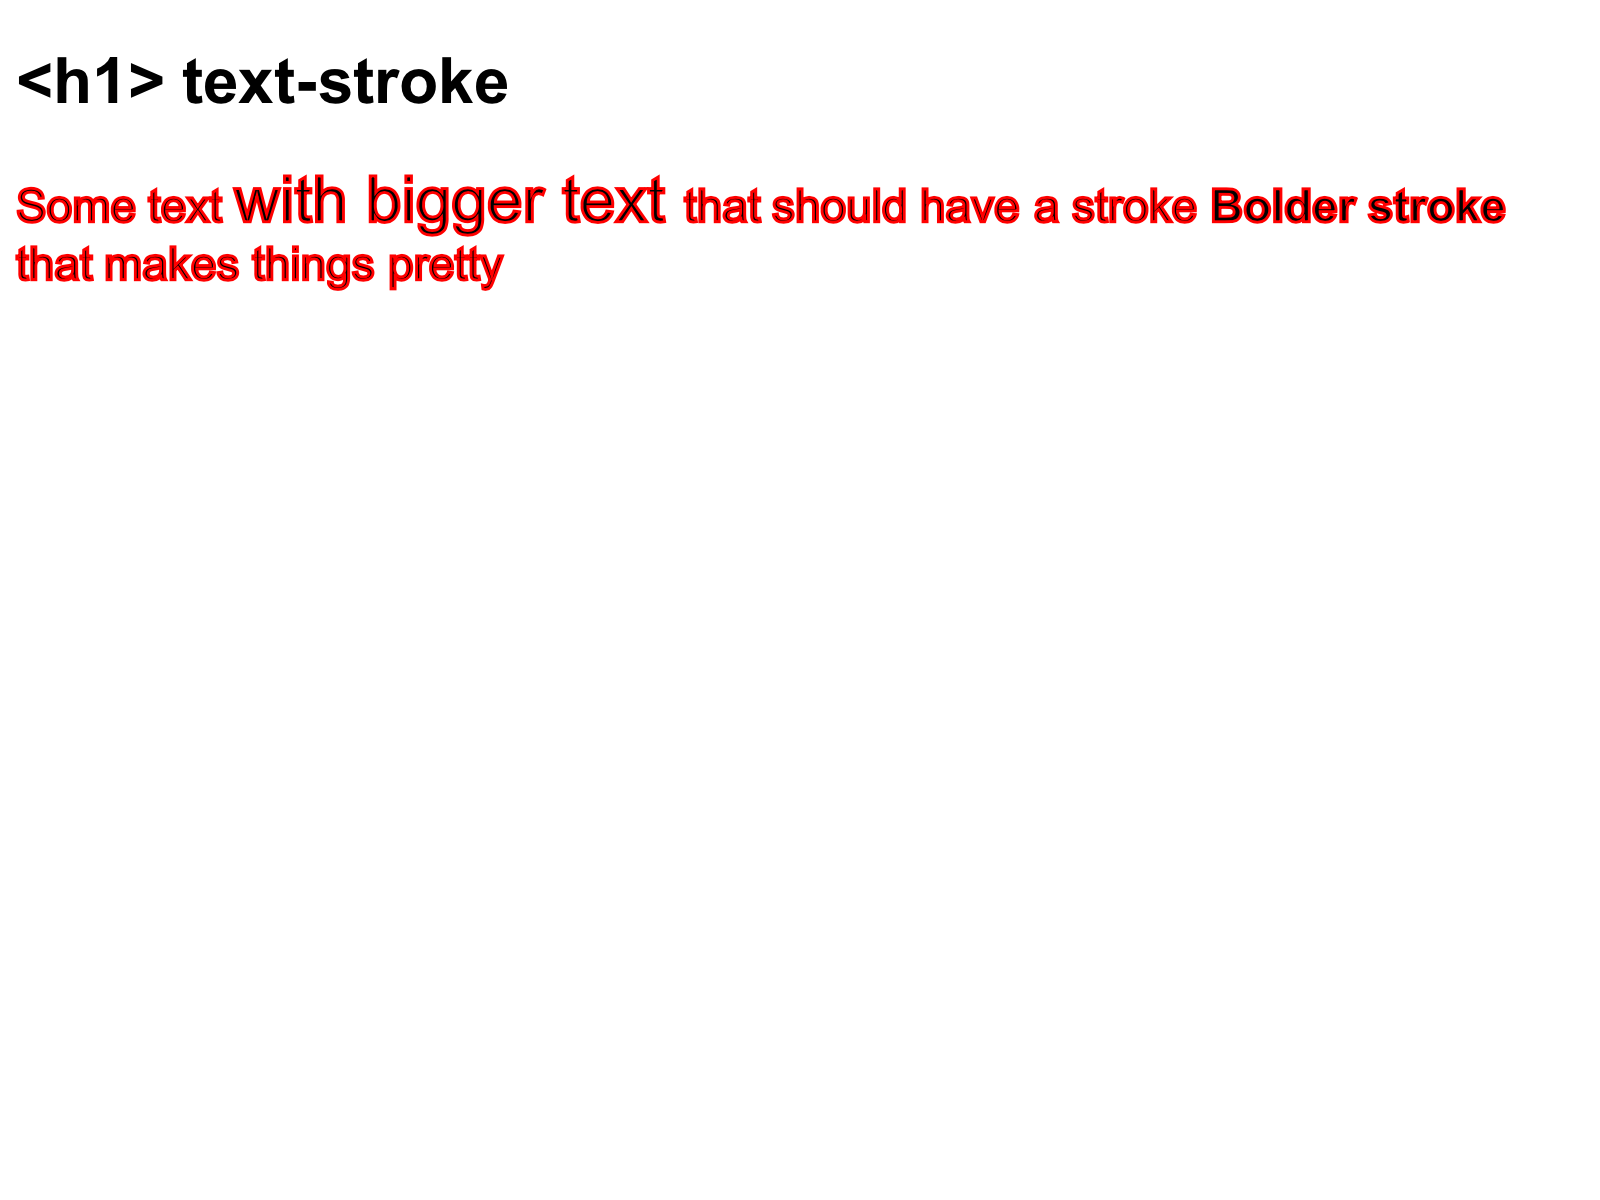 <h1> text-stroke
Some text with bigger text that should have a stroke Bolder stroke
that makes things pretty